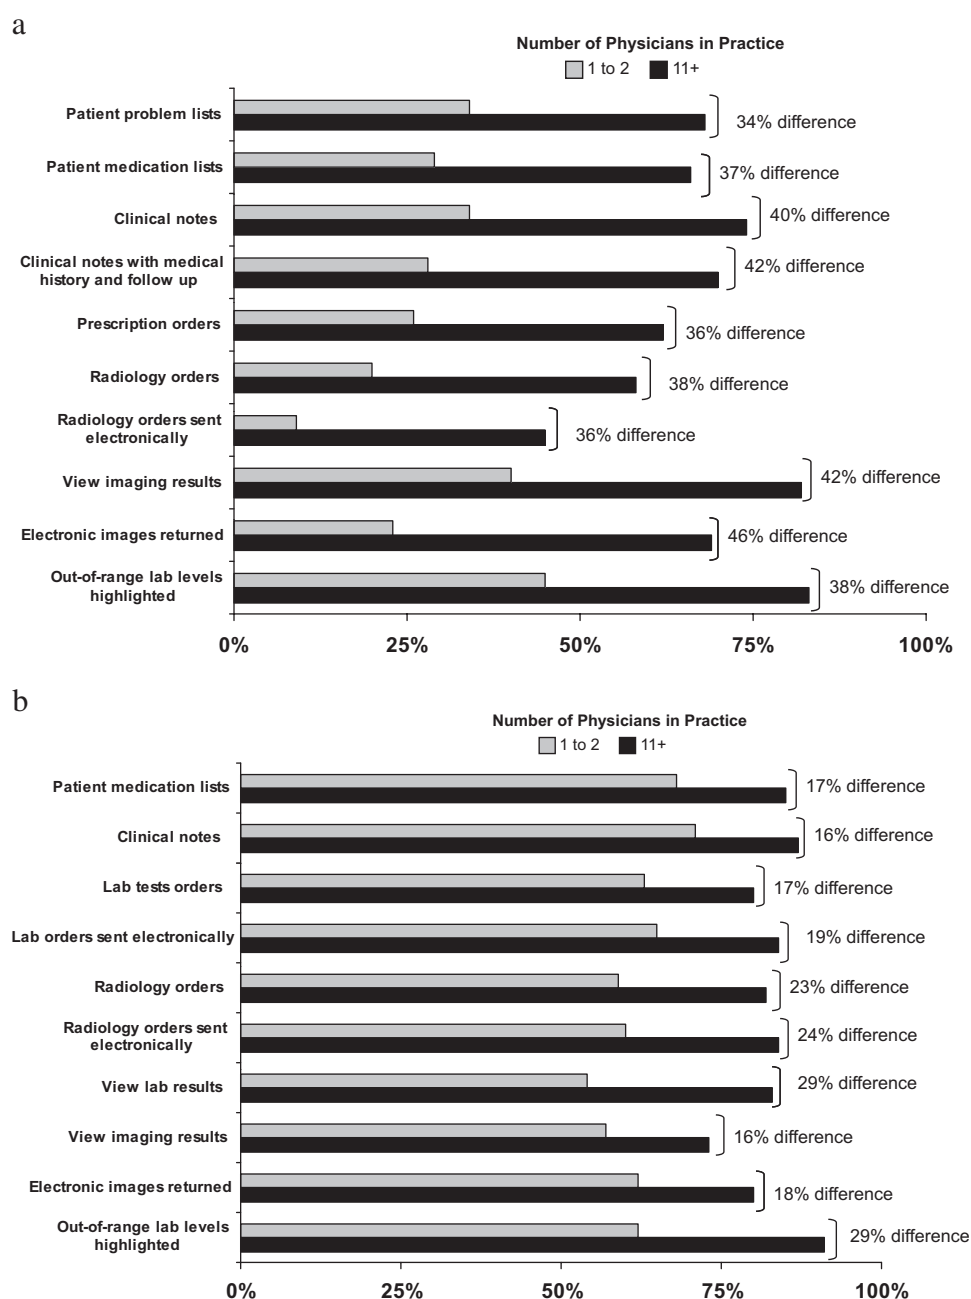 a
Number of Physicians in Practice
1 to 2 11+
Patient problem lists
34% difference
Patient medication lists
37% difference
Clinical notes
40% difference
Clinical notes with medical
history and follow up
42% difference
Prescription orders
36% difference
Radiology orders
38% difference
Radiology orders sent
electronically
36% difference
View imaging results
42% difference
Electronic images returned
46% difference
Out-of-range lab levels
highlighted
38% difference
0% 25% 50% 75% 100%
b
Number of Physicians in Practice
1 to 2 11+
Patient medication lists
17% difference
Clinical notes
16% difference
Lab tests orders
17% difference
Lab orders sent electronically
19% difference
Radiology orders
23% difference
Radiology orders sent
electronically
24% difference
View lab results
29% difference
View imaging results
16% difference
Electronic images returned
18% difference
Out-of-range lab levels
highlighted
29% difference
0% 25% 50% 75% 100%